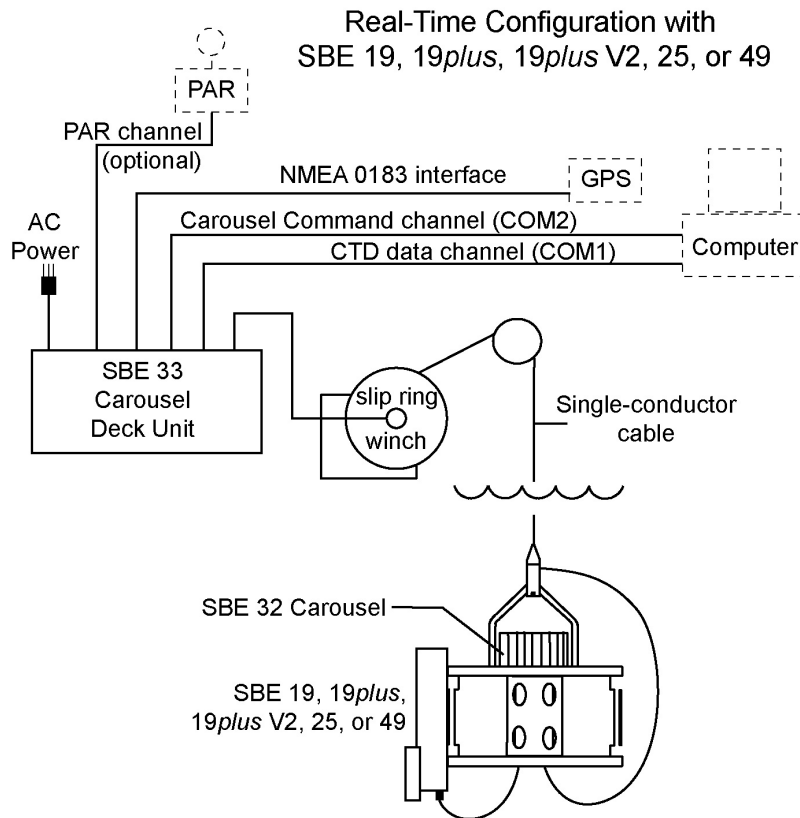 Real-Time Configuration with
SBE 19, 19plus, 19plus V2, 25, or 49
PAR
PAR channel
(optional)
NMEA 0183 interface
GPS
AC
Power
Carousel Command channel (COM2)
Computer
CTD data channel (COM1)
SBE 33
Carousel
Deck Unit
slip ring
winch
Single-conductor
cable
SBE 32 Carousel
SBE 19, 19plus,
19plus V2, 25, or 49